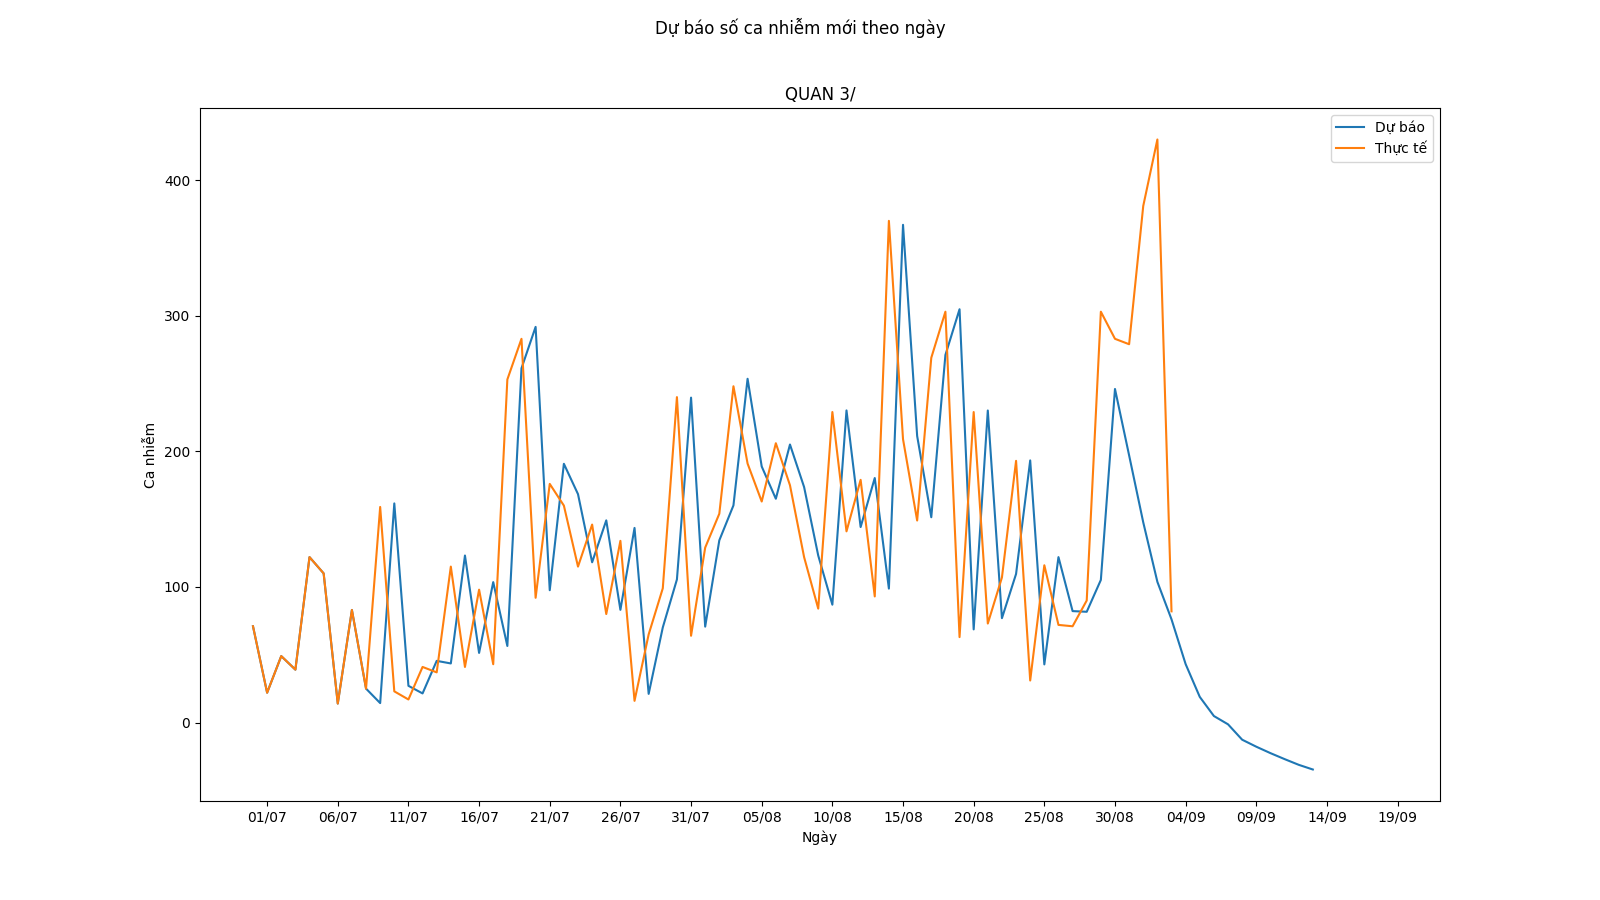 Dự báo số ca nhiễm mới theo ngày
QUAN 3/
Dự báo
Thực tế
400
300
200
100
0
Ca nhiễm
01/07 06/07 11/07 16/07 21/07 26/07 31/07 05/08 10/08 15/08 20/08 25/08 30/08 04/09 09/09 14/09 19/09
Ngày